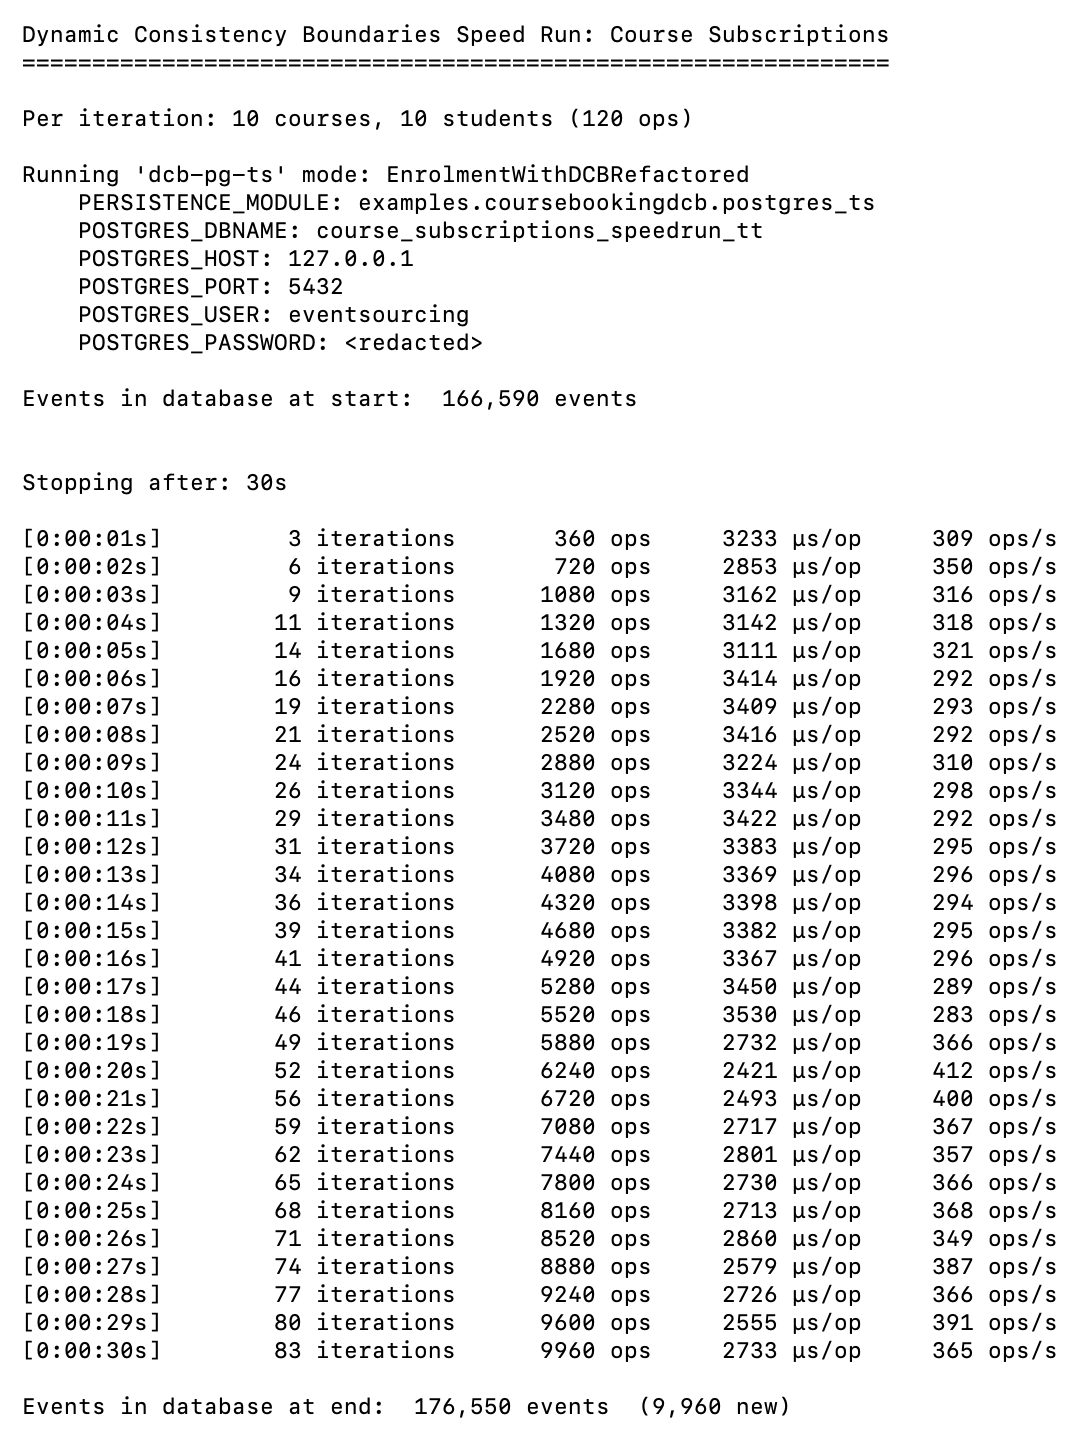 Dynamic Consistency Boundaries Speed Run: Course Subscriptions
==============================================================
Per iteration: 10 courses, 10 students (120 ops)
Running 'dcb-pg-ts' mode: EnrolmentWithDCBRefactored
PERSISTENCE_MODULE: examples.coursebookingdcb.postgres_ts
POSTGRES_DBNAME: course_subscriptions_speedrun_tt
POSTGRES_HOST: 127.0.0.1
POSTGRES_PORT: 5432
POSTGRES_USER: eventsourcing
POSTGRES_PASSWORD: <redacted>
Events in database at start:  166,590 events
Stopping after: 30s
[0:00:01s] 3 iterations 360 ops 3233 µs/op 309 ops/s
[0:00:02s] 6 iterations 720 ops 2853 µs/op 350 ops/s
[0:00:03s] 9 iterations 1080 ops 3162 µs/op 316 ops/s
[0:00:04s] 11 iterations 1320 ops 3142 µs/op 318 ops/s
[0:00:05s] 14 iterations 1680 ops 3111 µs/op 321 ops/s
[0:00:06s] 16 iterations 1920 ops 3414 µs/op 292 ops/s
[0:00:07s] 19 iterations 2280 ops 3409 µs/op 293 ops/s
[0:00:08s] 21 iterations 2520 ops 3416 µs/op 292 ops/s
[0:00:09s] 24 iterations 2880 ops 3224 µs/op 310 ops/s
[0:00:10s] 26 iterations 3120 ops 3344 µs/op 298 ops/s
[0:00:11s] 29 iterations 3480 ops 3422 µs/op 292 ops/s
[0:00:12s] 31 iterations 3720 ops 3383 µs/op 295 ops/s
[0:00:13s] 34 iterations 4080 ops 3369 µs/op 296 ops/s
[0:00:14s] 36 iterations 4320 ops 3398 µs/op 294 ops/s
[0:00:15s] 39 iterations 4680 ops 3382 µs/op 295 ops/s
[0:00:16s] 41 iterations 4920 ops 3367 µs/op 296 ops/s
[0:00:17s] 44 iterations 5280 ops 3450 µs/op 289 ops/s
[0:00:18s] 46 iterations 5520 ops 3530 µs/op 283 ops/s
[0:00:19s] 49 iterations 5880 ops 2732 µs/op 366 ops/s
[0:00:20s] 52 iterations 6240 ops 2421 µs/op 412 ops/s
[0:00:21s] 56 iterations 6720 ops 2493 µs/op 400 ops/s
[0:00:22s] 59 iterations 7080 ops 2717 µs/op 367 ops/s
[0:00:23s] 62 iterations 7440 ops 2801 µs/op 357 ops/s
[0:00:24s] 65 iterations 7800 ops 2730 µs/op 366 ops/s
[0:00:25s] 68 iterations 8160 ops 2713 µs/op 368 ops/s
[0:00:26s] 71 iterations 8520 ops 2860 µs/op 349 ops/s
[0:00:27s] 74 iterations 8880 ops 2579 µs/op 387 ops/s
[0:00:28s] 77 iterations 9240 ops 2726 µs/op 366 ops/s
[0:00:29s] 80 iterations 9600 ops 2555 µs/op 391 ops/s
[0:00:30s] 83 iterations 9960 ops 2733 µs/op 365 ops/s
Events in database at end:  176,550 events  (9,960 new)